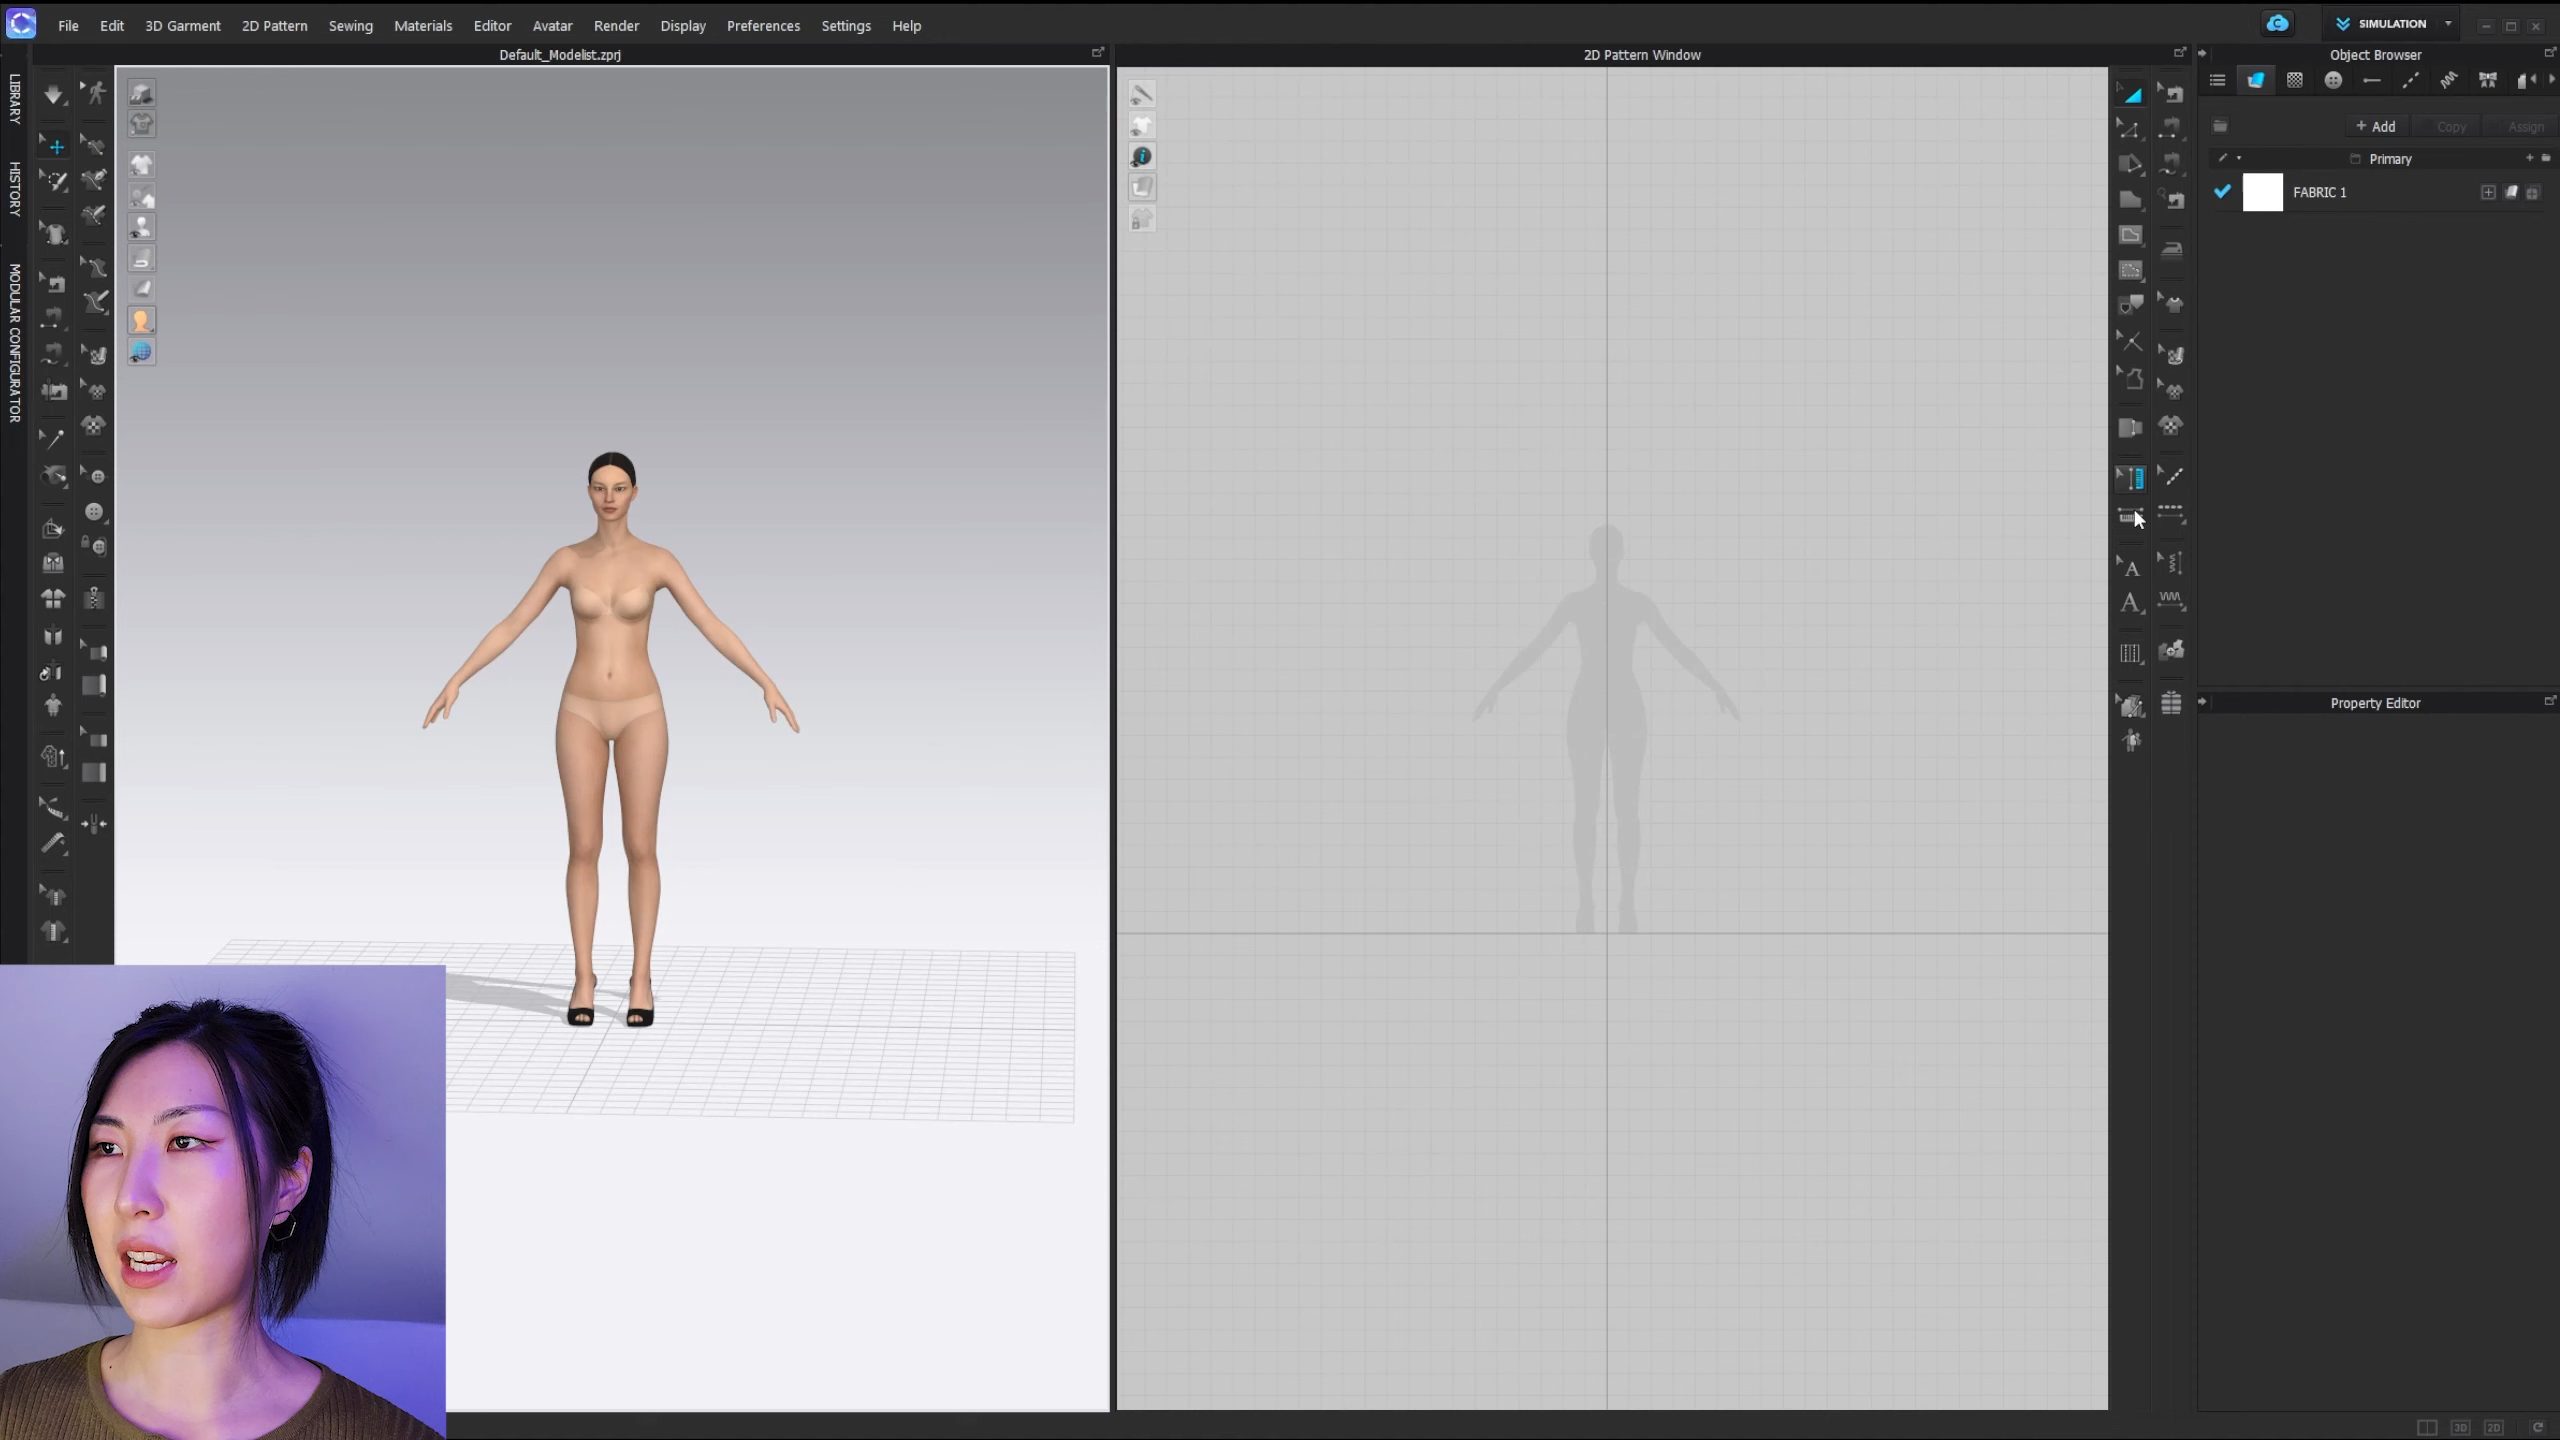 File Edit 3D Garment 2D Pattern Sewing Materials Editor Avatar Render Display Preferences Settings Help
SIMULATION
Default_Modelist.zprj
2D Pattern Window
Object Browser
LIBRARY
HISTORY
MODULAR CONFIGURATOR
+ Add Copy Assign
Primary
FABRIC 1
Property Editor
A
A
3D 2D